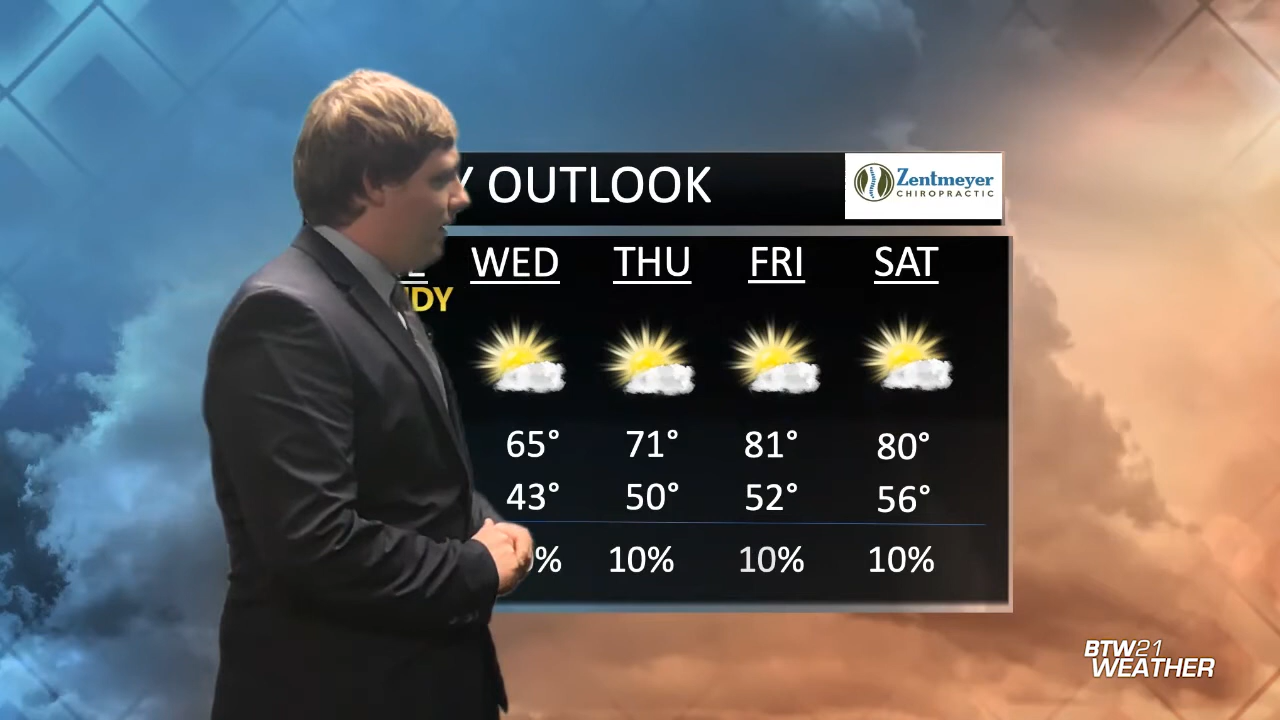 OUTLOOK
Zentmeyer
CHIROPRACTIC
WED THU FRI SAT
65° 71° 81° 80°
43° 50° 52° 56°
10% 10% 10%
BTW21
WEATHER